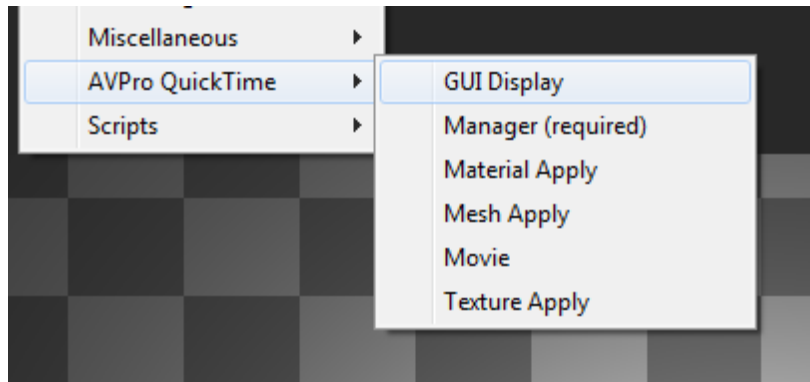 Miscellaneous
AVPro QuickTime
Scripts
GUI Display
Manager (required)
Material Apply
Mesh Apply
Movie
Texture Apply